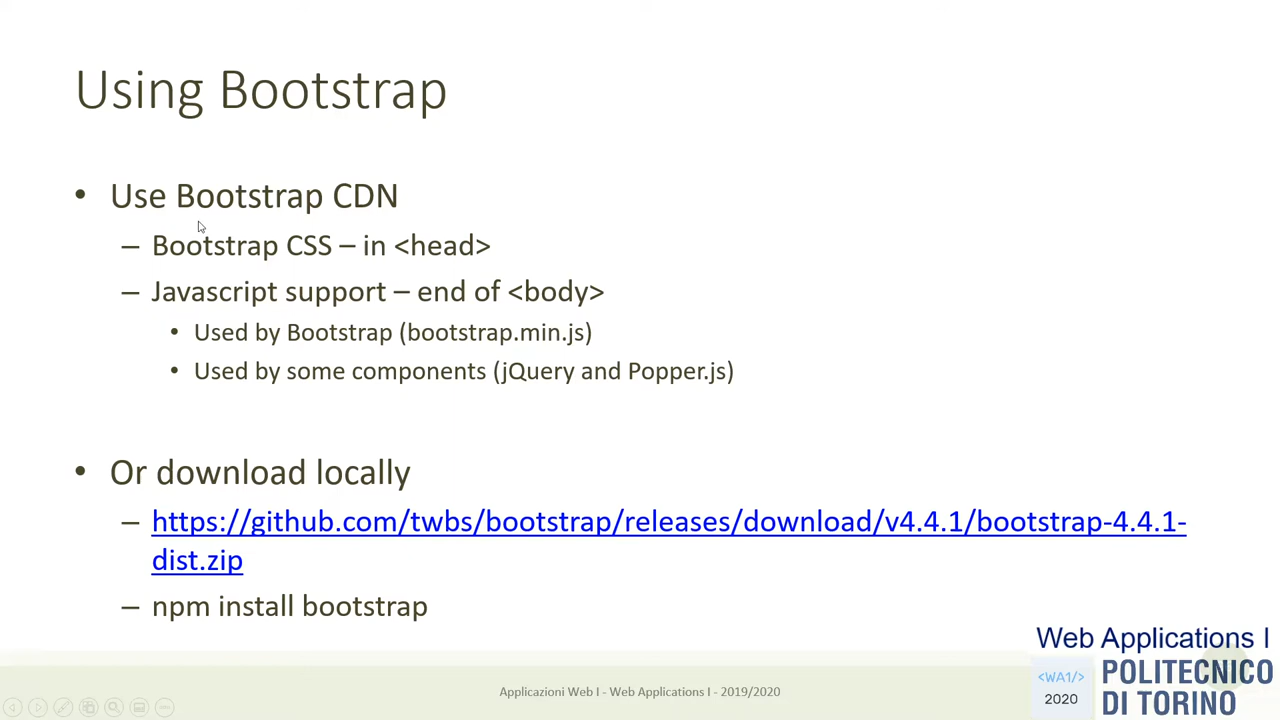 Using Bootstrap
• Use Bootstrap CDN
– Bootstrap CSS – in <head>
– Javascript support – end of <body>
• Used by Bootstrap (bootstrap.min.js)
• Used by some components (jQuery and Popper.js)
• Or download locally
– https://github.com/twbs/bootstrap/releases/download/v4.4.1/bootstrap-4.4.1-
dist.zip
– npm install bootstrap
Web Applications I
<WA1/>
2020
POLITECNICO
DI TORINO
Applicazioni Web I - Web Applications I - 2019/2020